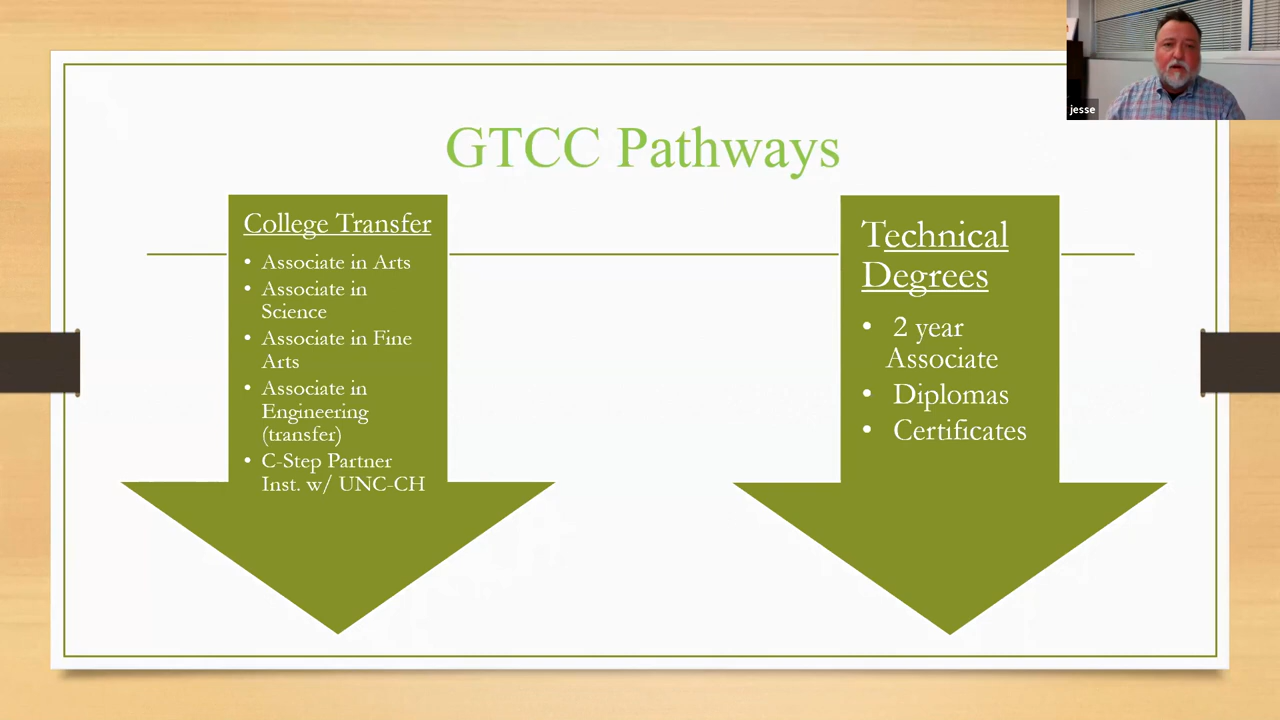 jesse
GTCC Pathways
College Transfer
• Associate in Arts
• Associate in
Science
• Associate in Fine
Arts
• Associate in
Engineering
(transfer)
• C-Step Partner
Inst. w/ UNC-CH
Technical
Degrees
• 2 year
Associate
• Diplomas
• Certificates